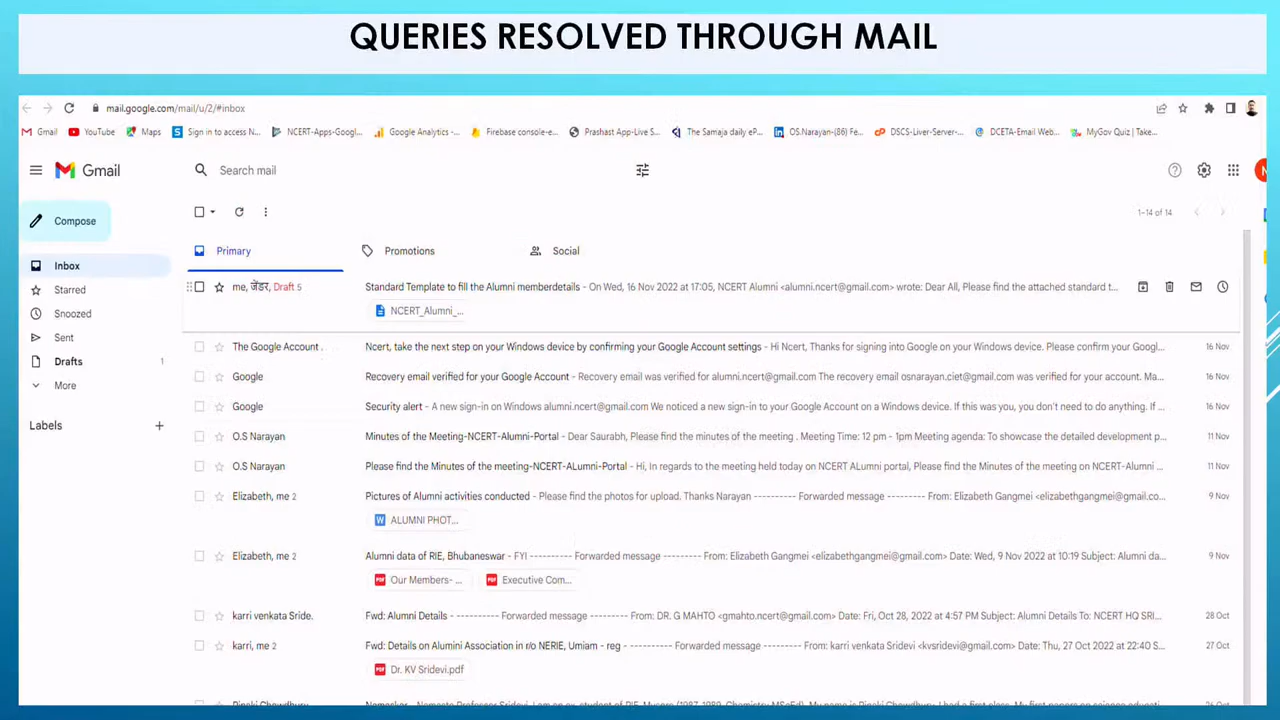 QUERIES RESOLVED THROUGH MAIL
mail.google.com/mail/u/2/#inbox
Gmail YouTube Maps Sign in to access N... NCERT-Apps-Googl... Google Analytics -... Firebase console-e... Prashast App-Live S... The Samaja daily eP... OS.Narayan-(86) Fe... DSCS-Liver-Server-... DCETA-Email Web... MyGov Quiz | Take...
Gmail Search mail
Compose 1–14 of 14
Primary Promotions Social
Inbox
Starred
Snoozed
Sent
Drafts 1
More
Labels +
me, जेंडर, Draft 5 Standard Template to fill the Alumni memberdetails - On Wed, 16 Nov 2022 at 17:05, NCERT Alumni <alumni.ncert@gmail.com> wrote: Dear All, Please find the attached standard t...
NCERT_Alumni_...
The Google Account . Ncert, take the next step on your Windows device by confirming your Google Account settings - Hi Ncert, Thanks for signing into Google on your Windows device. Please confirm your Googl... 16 Nov
Google Recovery email verified for your Google Account - Recovery email was verified for alumni.ncert@gmail.com The recovery email osnarayan.ciet@gmail.com was verified for your account. Ma... 16 Nov
Google Security alert - A new sign-in on Windows alumni.ncert@gmail.com We noticed a new sign-in to your Google Account on a Windows device. If this was you, you don't need to do anything. If ... 16 Nov
O.S Narayan Minutes of the Meeting-NCERT-Alumni-Portal - Dear Saurabh, Please find the minutes of the meeting . Meeting Time: 12 pm - 1pm Meeting agenda: To showcase the detailed development p... 11 Nov
O.S Narayan Please find the Minutes of the meeting-NCERT-ALumni-Portal - Hi, In regards to the meeting held today on NCERT ALumni portal, Please find the Minutes of the meeting on NCERT-Alumni... 11 Nov
Elizabeth, me 2 Pictures of Alumni activities conducted - Please find the photos for upload. Thanks Narayan ---------- Forwarded message --------- From: Elizabeth Gangmei <elizabethgangmei@gmail.co... 9 Nov
ALUMNI PHOT...
Elizabeth, me 2 Alumni data of RIE, Bhubaneswar - FYI ---------- Forwarded message --------- From: Elizabeth Gangmei <elizabethgangmei@gmail.com> Date: Wed, 9 Nov 2022 at 10:19 Subject: Alumni da... 9 Nov
Our Members- ... Executive Com...
karri venkata Sride. Fwd: Alumni Details - ---------- Forwarded message --------- From: DR. G MAHTO <gmahto.ncert@gmail.com> Date: Fri, Oct 28, 2022 at 4:57 PM Subject: Alumni Details To: NCERT HQ SRI... 28 Oct
karri, me 2 Fwd: Details on Alumini Association in r/o NERIE, Umiam - reg - ---------- Forwarded message --------- From: karri venkata Sridevi <kvsridevi@gmail.com> Date: Thu, 27 Oct 2022 at 22:40 S... 27 Oct
Dr. KV Sridevi.pdf